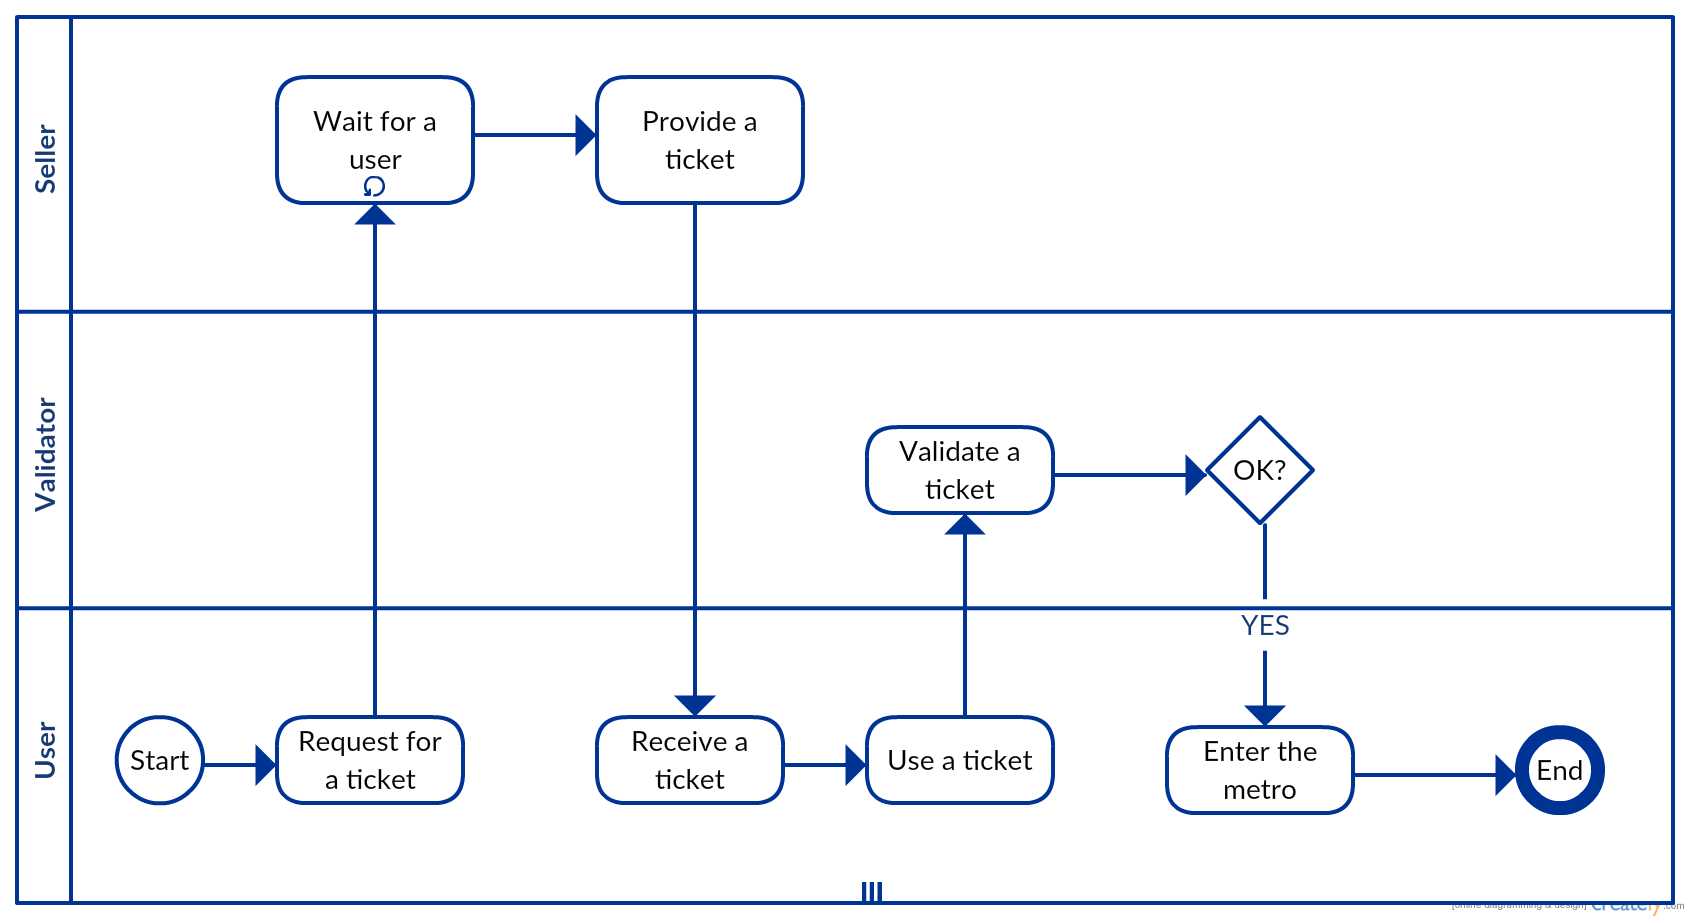 Seller
Wait for a
user
Provide a
ticket
Validator
Validate a
ticket
OK?
YES
User
Start
Request for
a ticket
Receive a
ticket
Use a ticket
Enter the
metro
End
[online diagramming & design] creately.com